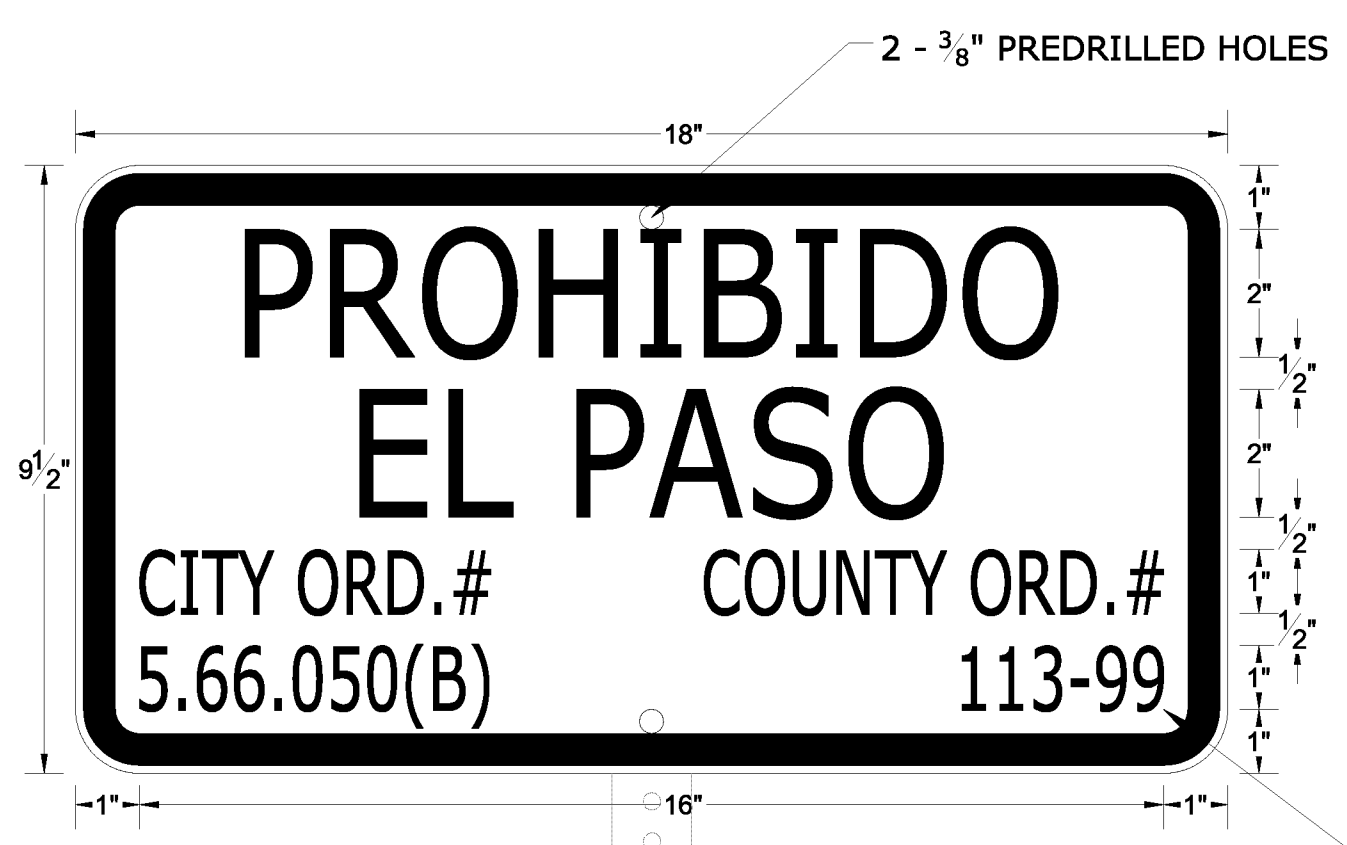 2 - 3/8" PREDRILLED HOLES
18"
1"
PROHIBIDO
2"
1/2"
EL PASO
9 1/2"
2"
1/2"
CITY ORD.# COUNTY ORD.#
1"
1/2"
5.66.050(B) 113-99
1"
1"
1" 16" 1"